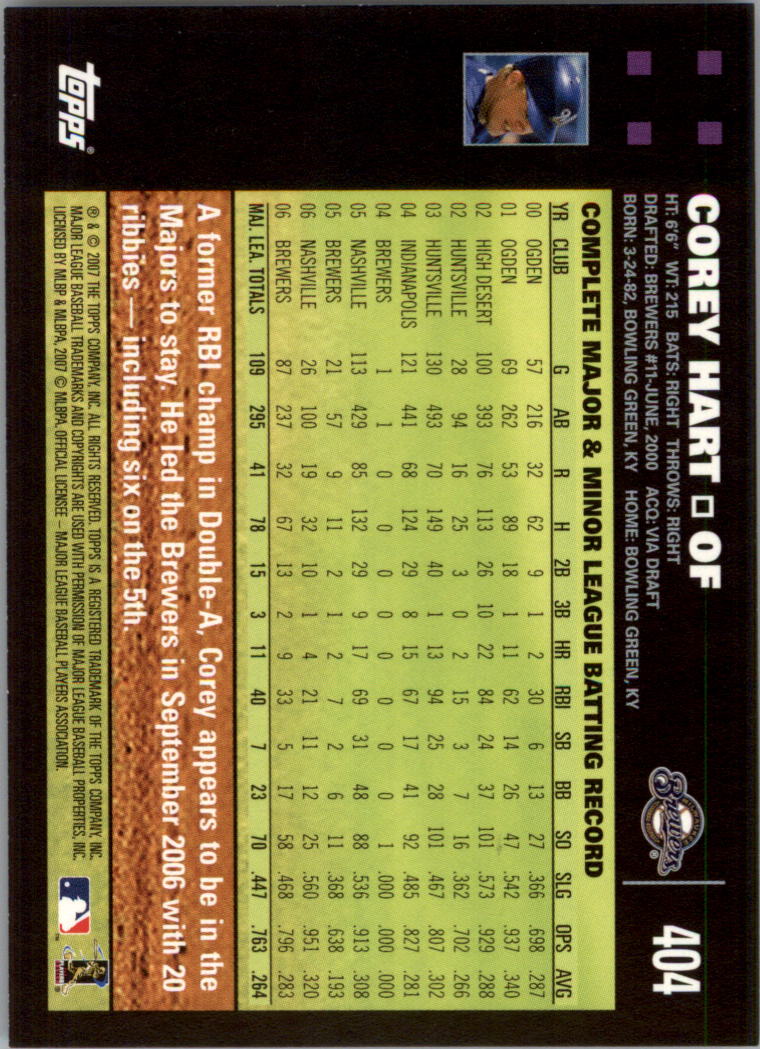 COREY HART □ OF
404
HT: 6'6" WT: 215 BATS: RIGHT THROWS: RIGHT
DRAFTED: BREWERS #11-JUNE, 2000 ACQ: VIA DRAFT
BORN: 3-24-82, BOWLING GREEN, KY HOME: BOWLING GREEN, KY
Brewers ®
COMPLETE MAJOR & MINOR LEAGUE BATTING RECORD
YR CLUB G AB R H 2B 3B HR RBI SB BB SO SLG OPS AVG
00 OGDEN 57 216 32 62 9 1 2 30 6 13 27 .366 .698 .287
01 OGDEN 69 262 53 89 18 1 11 62 14 26 47 .542 .937 .340
02 HIGH DESERT 100 393 76 113 26 10 22 84 24 37 101 .573 .929 .288
02 HUNTSVILLE 28 94 16 25 3 0 2 15 3 7 16 .362 .702 .266
03 HUNTSVILLE 130 493 70 149 40 1 13 94 25 28 101 .467 .807 .302
04 INDIANAPOLIS 121 441 68 124 29 8 15 67 17 41 92 .485 .827 .281
04 BREWERS 1 1 0 0 0 0 0 0 0 0 1 .000 .000 .000
05 NASHVILLE 113 429 85 132 29 9 17 69 31 48 88 .536 .913 .308
05 BREWERS 21 57 9 11 2 1 2 7 2 6 11 .368 .638 .193
06 NASHVILLE 26 100 19 32 10 1 4 21 11 12 25 .560 .951 .320
06 BREWERS 87 237 32 67 13 2 9 33 5 17 58 .468 .796 .283
MAJ. LEA. TOTALS 109 295 41 78 15 3 11 40 7 23 70 .447 .763 .264
A former RBI champ in Double-A, Corey appears to be in the
Majors to stay. He led the Brewers in September 2006 with 20
ribbies — including six on the 5th.
topps®
® & © 2007 THE TOPPS COMPANY, INC. ALL RIGHTS RESERVED. TOPPS IS A REGISTERED TRADEMARK OF THE TOPPS COMPANY, INC.
MAJOR LEAGUE BASEBALL TRADEMARKS AND COPYRIGHTS ARE USED WITH PERMISSION OF MAJOR LEAGUE BASEBALL PROPERTIES, INC.
LICENSED BY MLBP & MLBPA, 2007 © MLBPA. OFFICIAL LICENSEE – MAJOR LEAGUE BASEBALL PLAYERS ASSOCIATION.